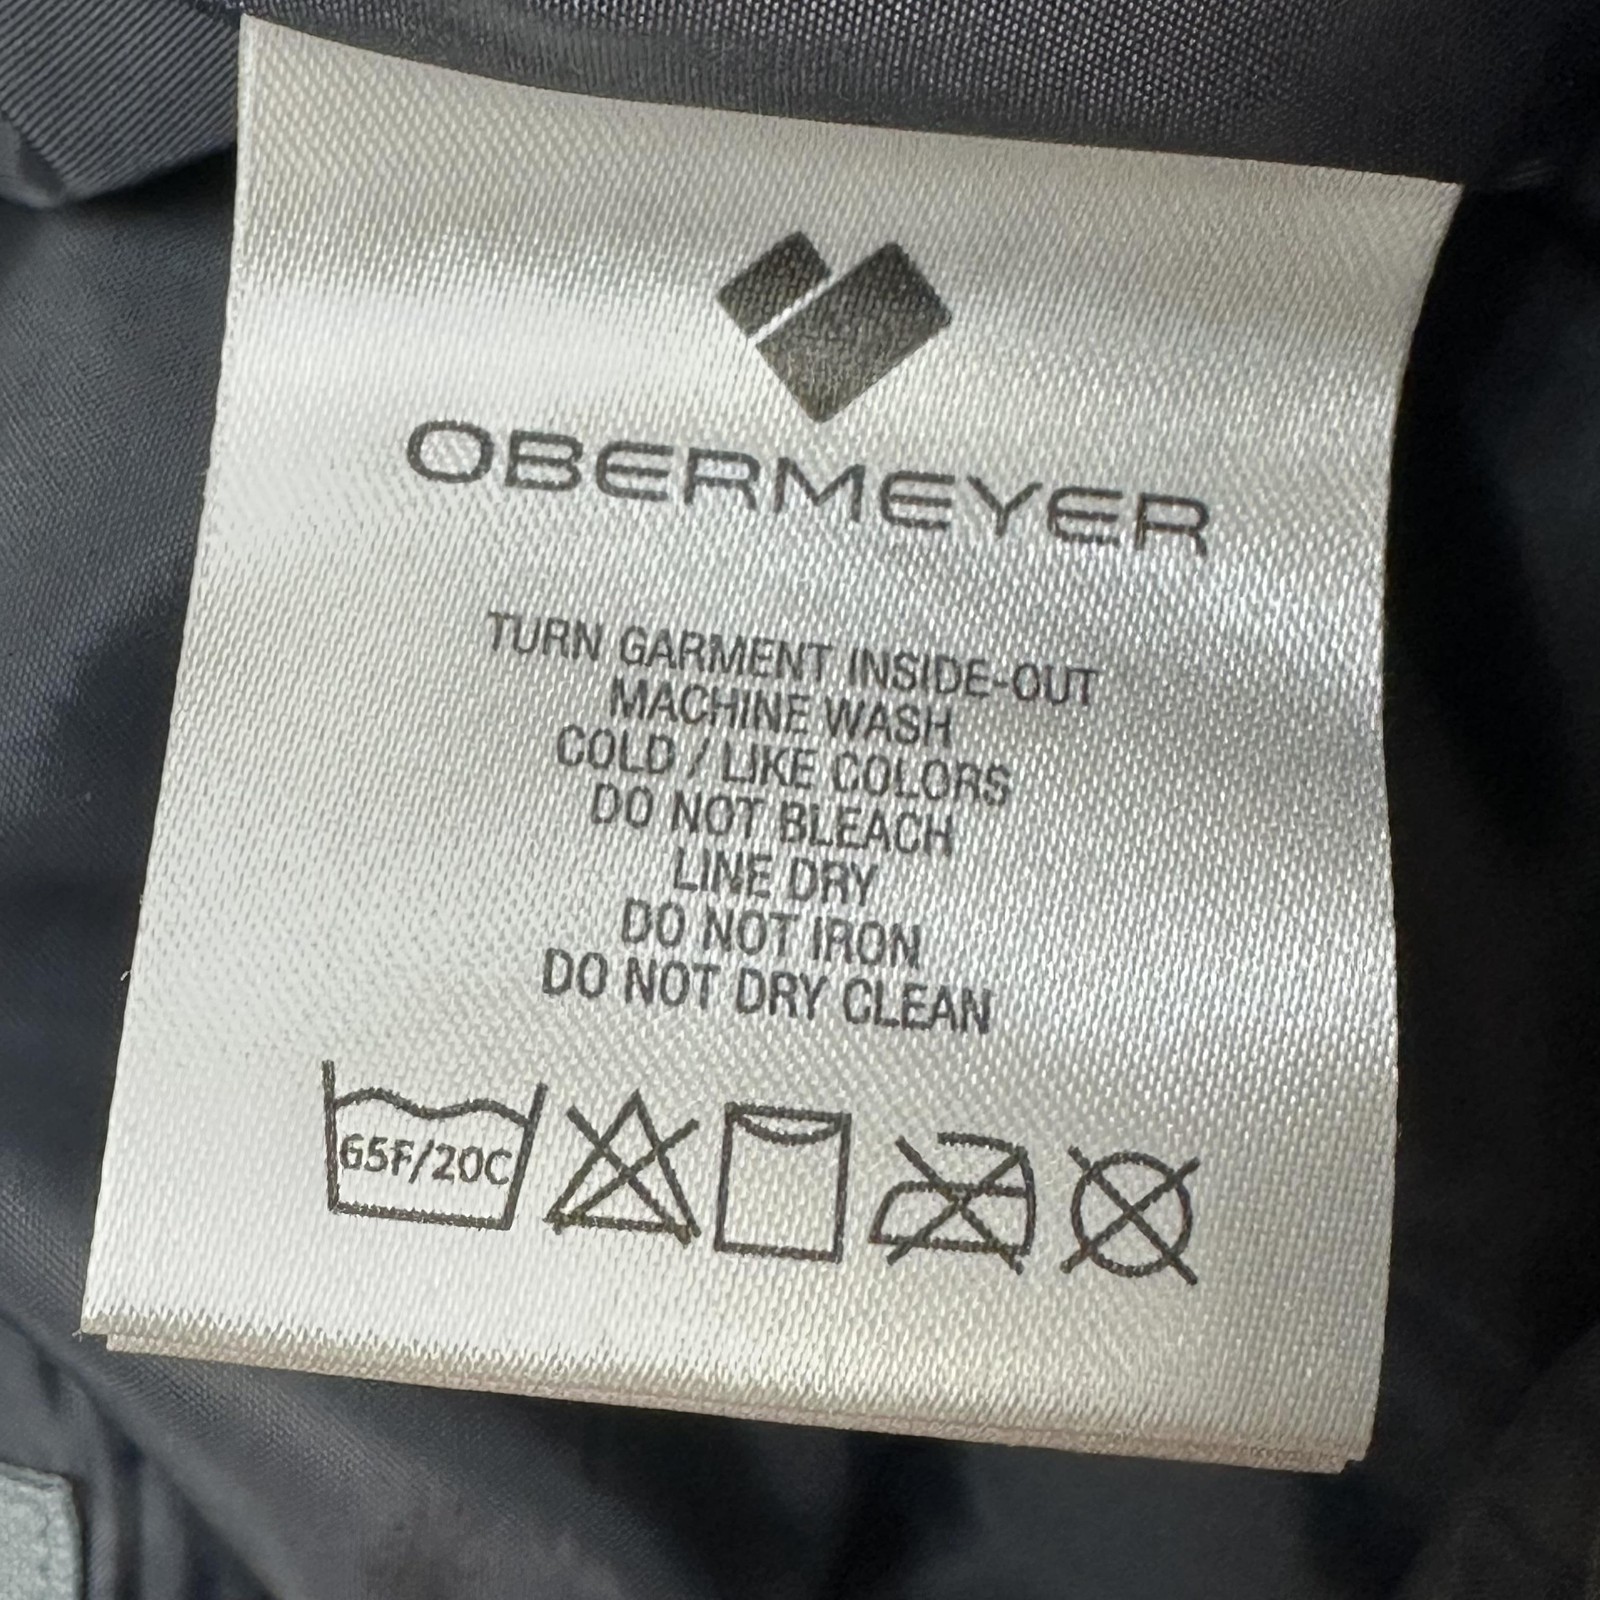 OBERMEYER
TURN GARMENT INSIDE-OUT
MACHINE WASH
COLD / LIKE COLORS
DO NOT BLEACH
LINE DRY
DO NOT IRON
DO NOT DRY CLEAN
65F/20C